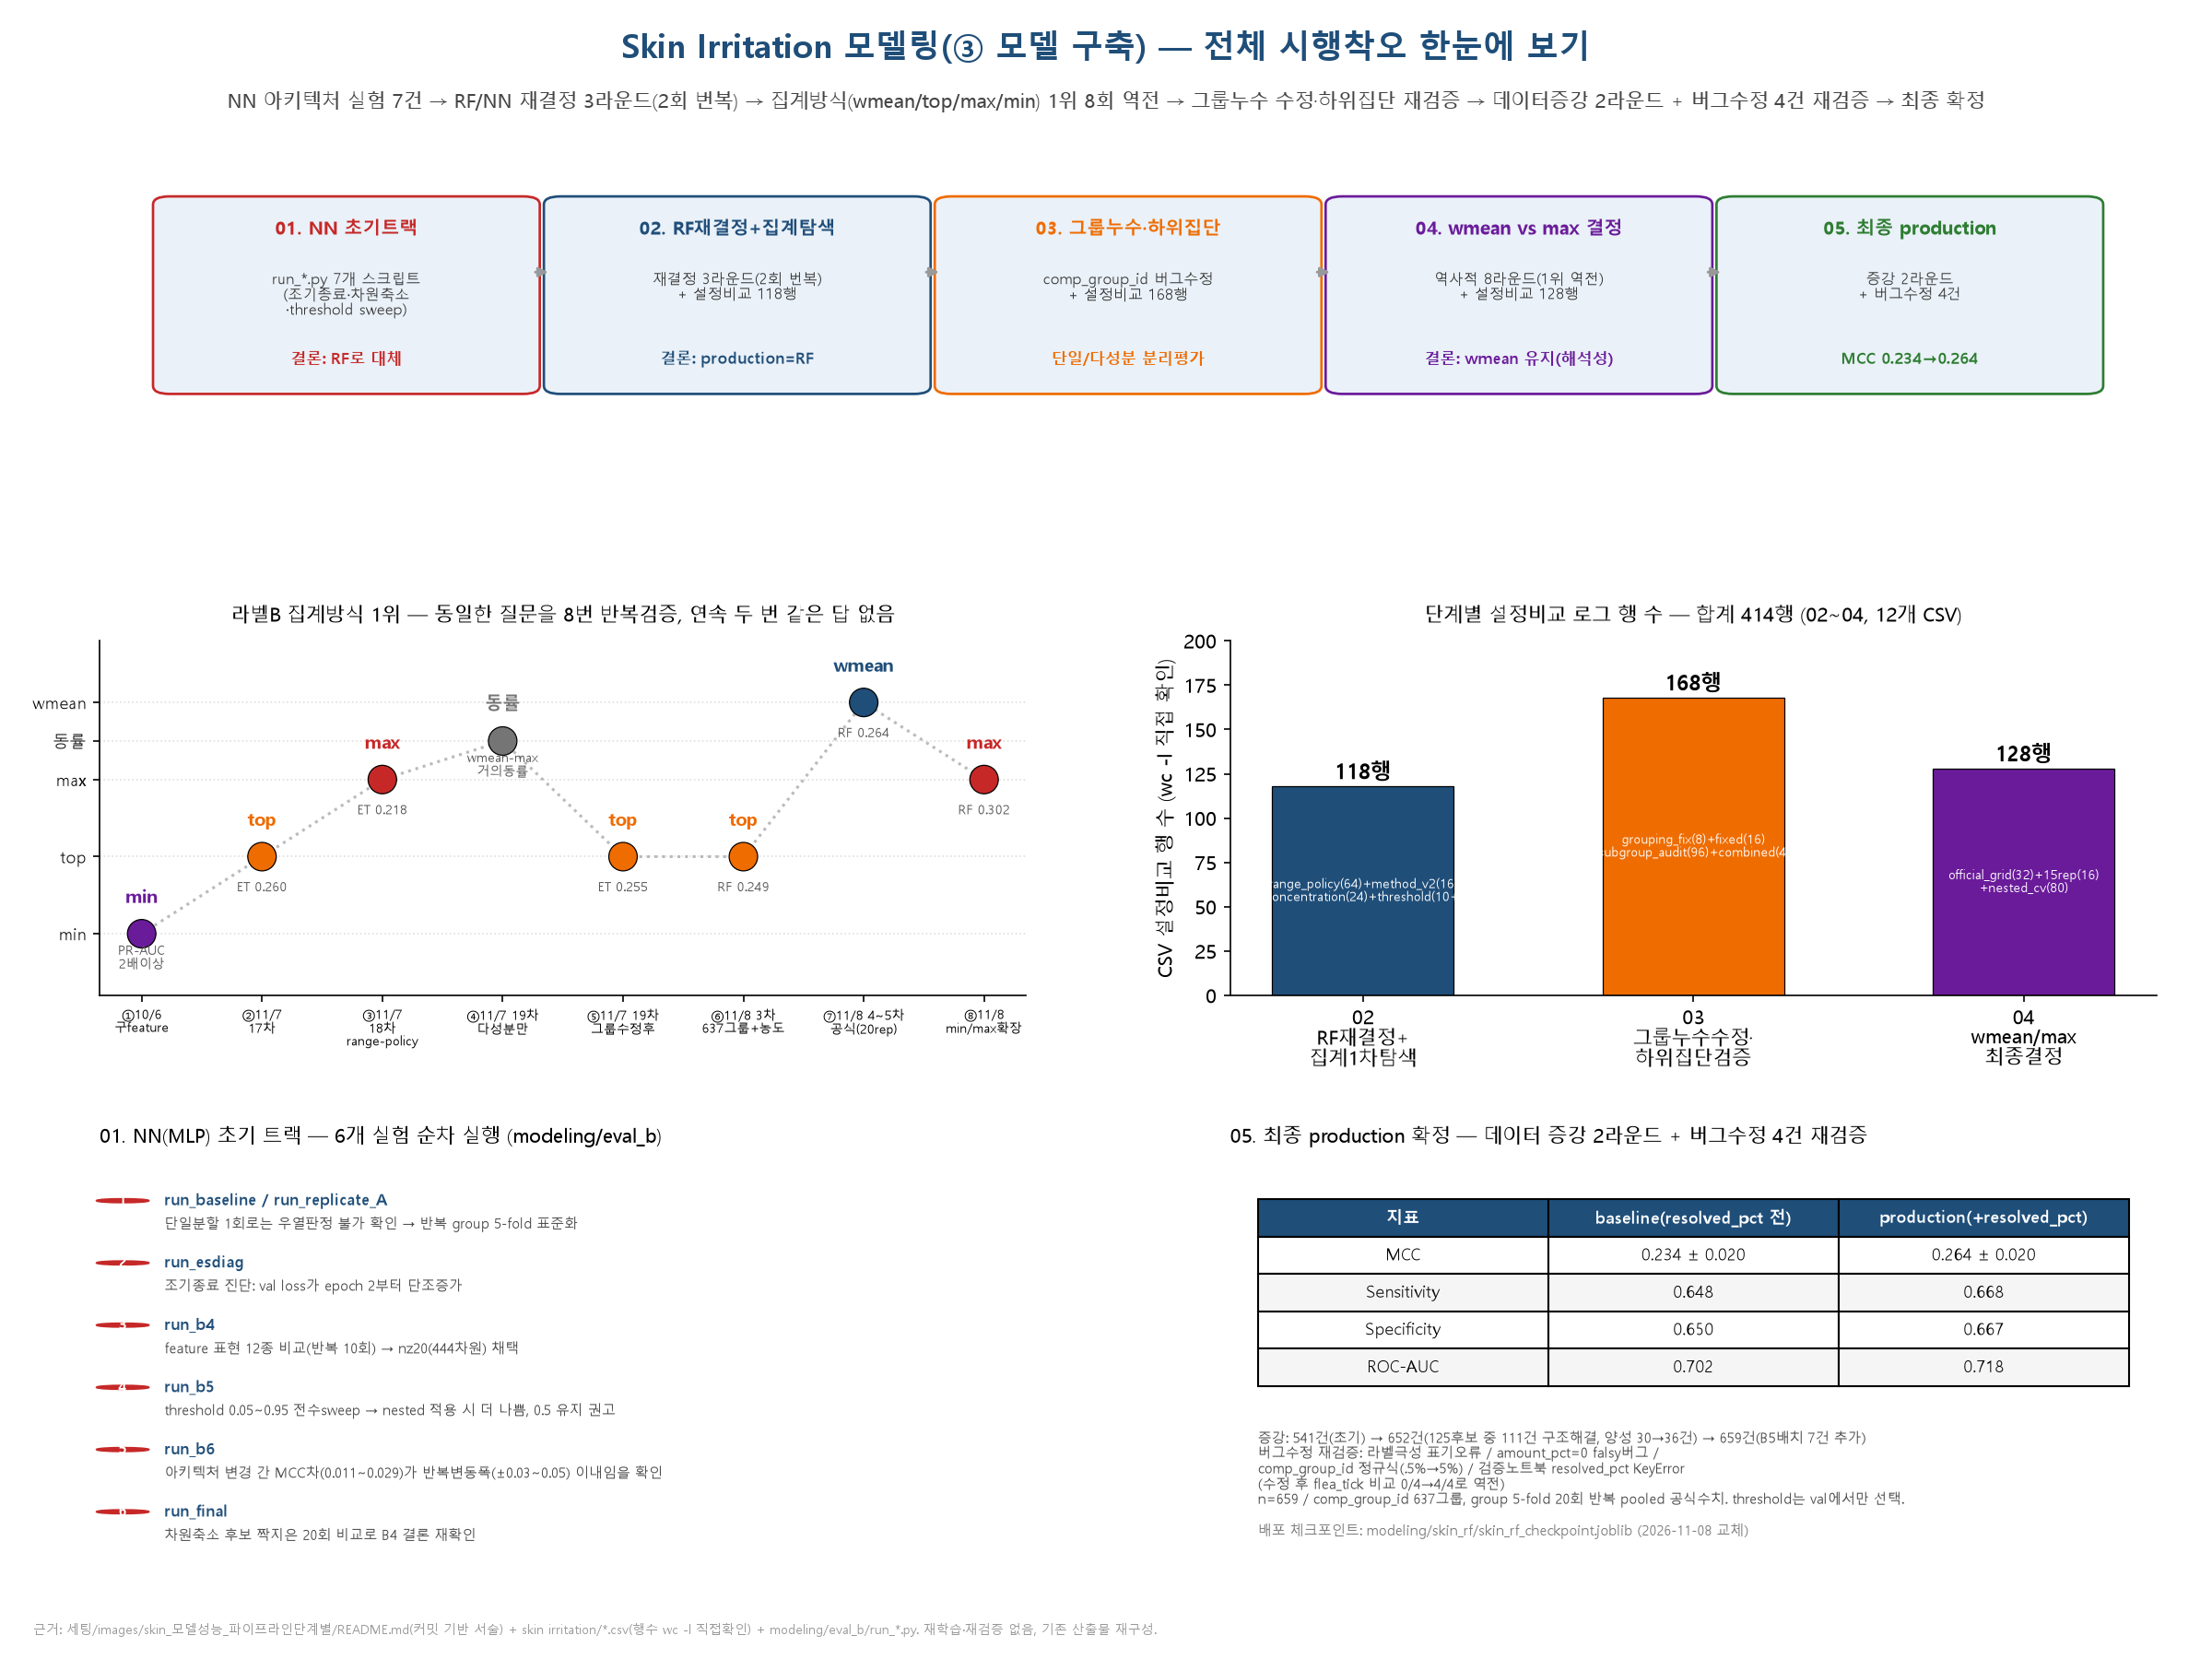 Skin Irritation 모델링(③ 모델 구축) — 전체 시행착오 한눈에 보기
NN 아키텍처 실험 7건 → RF/NN 재결정 3라운드(2회 번복) → 집계방식(wmean/top/max/min) 1위 8회 역전 → 그룹누수 수정·하위집단 재검증 → 데이터증강 2라운드 + 버그수정 4건 재검증 → 최종 확정
01. NN 초기트랙
run_*.py 7개 스크립트
(조기종료·차원축소
·threshold sweep)
결론: RF로 대체
02. RF재결정+집계탐색
재결정 3라운드(2회 번복)
+ 설정비교 118행
결론: production=RF
03. 그룹누수·하위집단
comp_group_id 버그수정
+ 설정비교 168행
단일/다성분 분리평가
04. wmean vs max 결정
역사적 8라운드(1위 역전)
+ 설정비교 128행
결론: wmean 유지(해석성)
05. 최종 production
증강 2라운드
+ 버그수정 4건
MCC 0.234→0.264
라벨B 집계방식 1위 — 동일한 질문을 8번 반복검증, 연속 두 번 같은 답 없음
wmean
동률
max
top
min
min
PR-AUC
2배이상
top
ET 0.260
max
ET 0.218
동률
wmean-max
거의동률
top
ET 0.255
top
RF 0.249
wmean
RF 0.264
max
RF 0.302
①10/6
구feature
②11/7
17차
③11/7
18차
range-policy
④11/7 19차
다성분만
⑤11/7 19차
그룹수정후
⑥11/8 3차
637그룹+농도
⑦11/8 4~5차
공식(20rep)
⑧11/8
min/max확장
단계별 설정비교 로그 행 수 — 합계 414행 (02~04, 12개 CSV)
CSV 설정비교 행 수 (wc -l 직접 확인)
200
175
150
125
100
75
50
25
0
118행
ange_policy(64)+method_v2(16
oncentration(24)+threshold(10
168행
grouping_fix(8)+fixed(16)
ubgroup_audit(96)+combined(4
128행
official_grid(32)+15rep(16)
+nested_cv(80)
02
RF재결정+
집계1차탐색
03
그룹누수수정·
하위집단검증
04
wmean/max
최종결정
01. NN(MLP) 초기 트랙 — 6개 실험 순차 실행 (modeling/eval_b)
1
run_baseline / run_replicate_A
단일분할 1회로는 우열판정 불가 확인 → 반복 group 5-fold 표준화
2
run_esdiag
조기종료 진단: val loss가 epoch 2부터 단조증가
3
run_b4
feature 표현 12종 비교(반복 10회) → nz20(444차원) 채택
4
run_b5
threshold 0.05~0.95 전수sweep → nested 적용 시 더 나쁨, 0.5 유지 권고
5
run_b6
아키텍처 변경 간 MCC차(0.011~0.029)가 반복변동폭(±0.03~0.05) 이내임을 확인
6
run_final
차원축소 후보 짝지은 20회 비교로 B4 결론 재확인
05. 최종 production 확정 — 데이터 증강 2라운드 + 버그수정 4건 재검증
지표 baseline(resolved_pct 전) production(+resolved_pct)
MCC 0.234 ± 0.020 0.264 ± 0.020
Sensitivity 0.648 0.668
Specificity 0.650 0.667
ROC-AUC 0.702 0.718
증강: 541건(초기) → 652건(125후보 중 111건 구조해결, 양성 30→36건) → 659건(B5배치 7건 추가)
버그수정 재검증: 라벨극성 표기오류 / amount_pct=0 falsy버그 /
comp_group_id 정규식(.5%→5%) / 검증노트북 resolved_pct KeyError
(수정 후 flea_tick 비교 0/4→4/4로 역전)
n=659 / comp_group_id 637그룹, group 5-fold 20회 반복 pooled 공식수치. threshold는 val에서만 선택.
배포 체크포인트: modeling/skin_rf/skin_rf_checkpoint.joblib (2026-11-08 교체)
근거: 세팅/images/skin_모델성능_파이프라인단계별/README.md(커밋 기반 서술) + skin irritation/*.csv(행수 wc -l 직접확인) + modeling/eval_b/run_*.py. 재학습·재검증 없음, 기존 산출물 재구성.